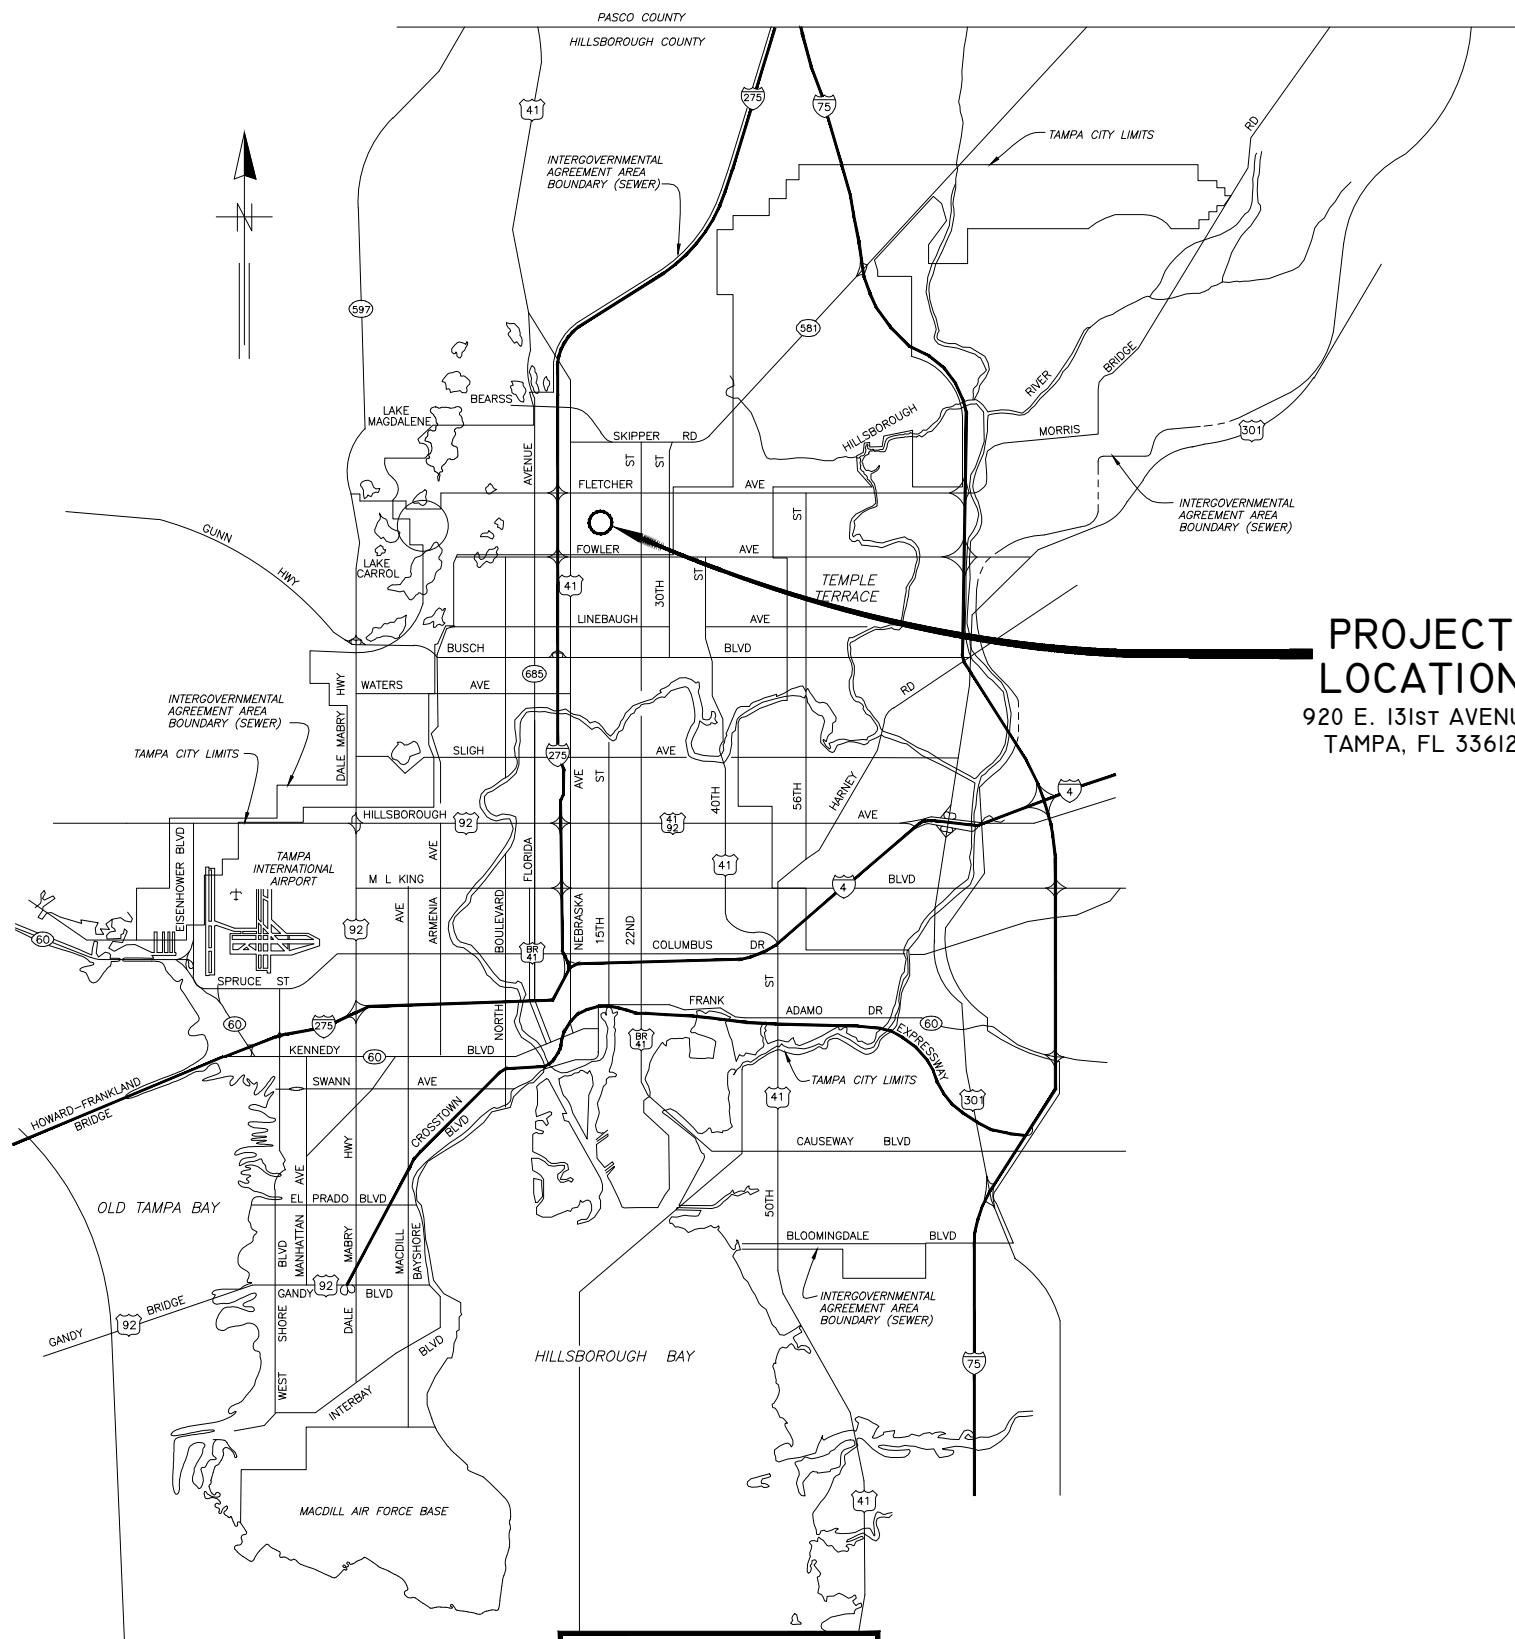 PASCO COUNTY
HILLSBOROUGH COUNTY
41
275
75
TAMPA CITY LIMITS
RD
INTERGOVERNMENTAL
AGREEMENT AREA
BOUNDARY (SEWER)
N
597
581
BRIDGE
RIVER
BEARSS
LAKE
MAGDALENE
HILLSBOROUGH
MORRIS
301
SKIPPER RD
AVENUE
ST
ST
FLETCHER AVE
ST
INTERGOVERNMENTAL
AGREEMENT AREA
BOUNDARY (SEWER)
GUNN
HWY
LAKE
CARROL
FOWLER AVE
41
30TH
ST
TEMPLE
TERRACE
LINEBAUGH AVE
BUSCH BLVD
PROJECT
LOCATION
920 E. 131ST AVENU
TAMPA, FL 33612
685
WATERS AVE
RD
DALE MABRY HWY
INTERGOVERNMENTAL
AGREEMENT AREA
BOUNDARY (SEWER)
TAMPA CITY LIMITS
SLIGH AVE
275
AVE
ST
40TH
56TH
HARNEY
4
HILLSBOROUGH AVE
92
41
92
EISENHOWER BLVD
TAMPA
INTERNATIONAL
AIRPORT
AVE
FLORIDA
41
M L KING BLVD
4
AVE
ARMENIA
BOULEVARD
NEBRASKA
15TH
22ND
92
60
BR
41
COLUMBUS DR
SPRUCE ST
ST
FRANK
ADAMO DR
60
60
275
NORTH
BR
41
EXPRESSWAY
KENNEDY BLVD
60
SWANN AVE
TAMPA CITY LIMITS
HOWARD-FRANKLAND
BRIDGE
CROSSTOWN
BLVD
41
301
HWY
CAUSEWAY BLVD
AVE
OLD TAMPA BAY
EL PRADO BLVD
50TH
BLVD
MANHATTAN
MABRY
MACDILL
BAYSHORE
BLOOMINGDALE BLVD
92
GANDY BLVD
INTERGOVERNMENTAL
AGREEMENT AREA
BOUNDARY (SEWER)
GANDY
92
BRIDGE
SHORE
DALE
BLVD
HILLSBOROUGH BAY
75
WEST
INTERBAY
MACDILL AIR FORCE BASE
41